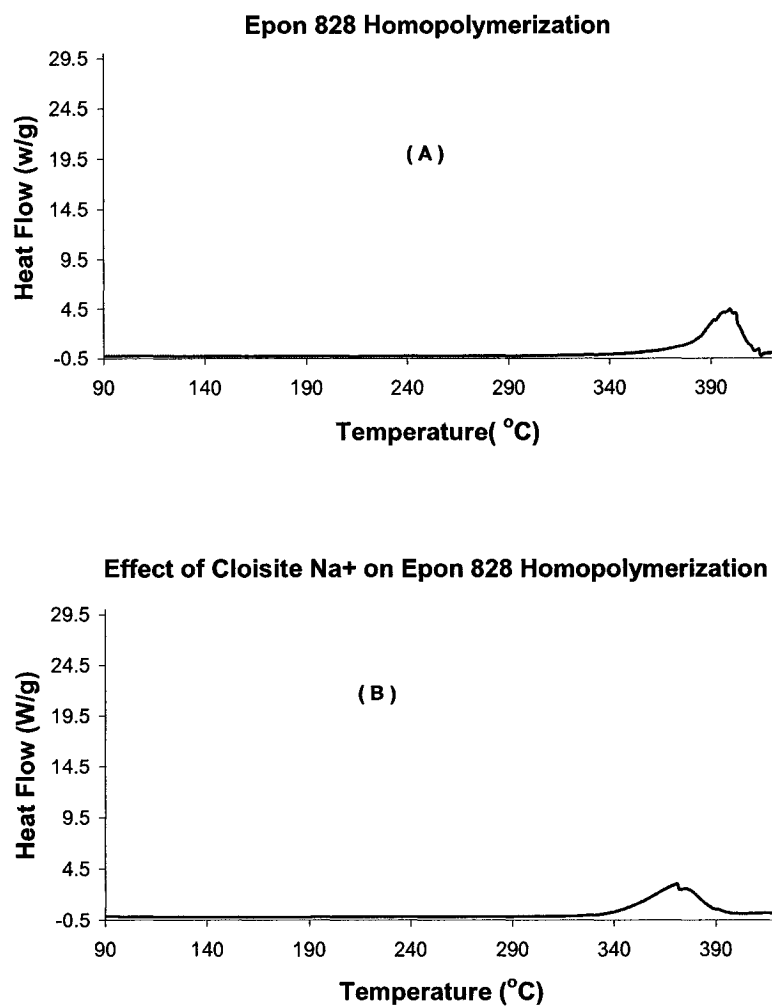 Epon 828 Homopolymerization
29.5
24.5
19.5
14.5
9.5
4.5
-0.5
Heat Flow (w/g)
( A )
90 140 190 240 290 340 390
Temperature( °C)
Effect of Cloisite Na+ on Epon 828 Homopolymerization
29.5
24.5
19.5
14.5
9.5
4.5
-0.5
Heat Flow (W/g)
( B )
90 140 190 240 290 340 390
Temperature (°C)